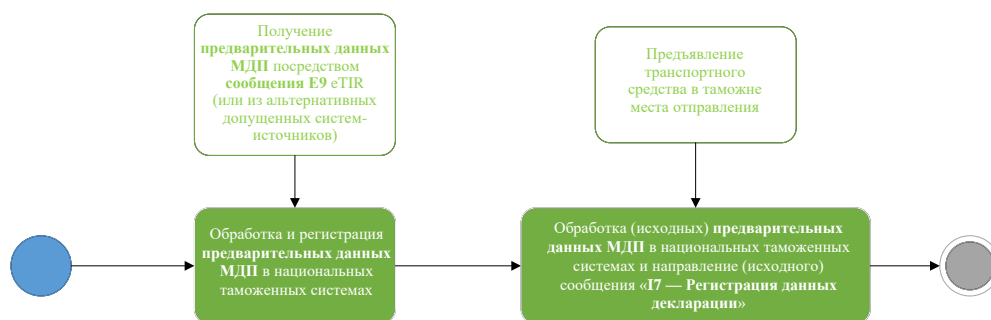 Получение
предварительных данных
МДП посредством
сообщения E9 eTIR
(или из альтернативных
допущенных систем-
источников)
Предъявление
транспортного
средства в таможне
места отправления
Обработка и регистрация
предварительных данных
МДП в национальных
таможенных системах
Обработка (исходных) предварительных
данных МДП в национальных таможенных
системах и направление (исходного)
сообщения «I7 — Регистрация данных
декларации»